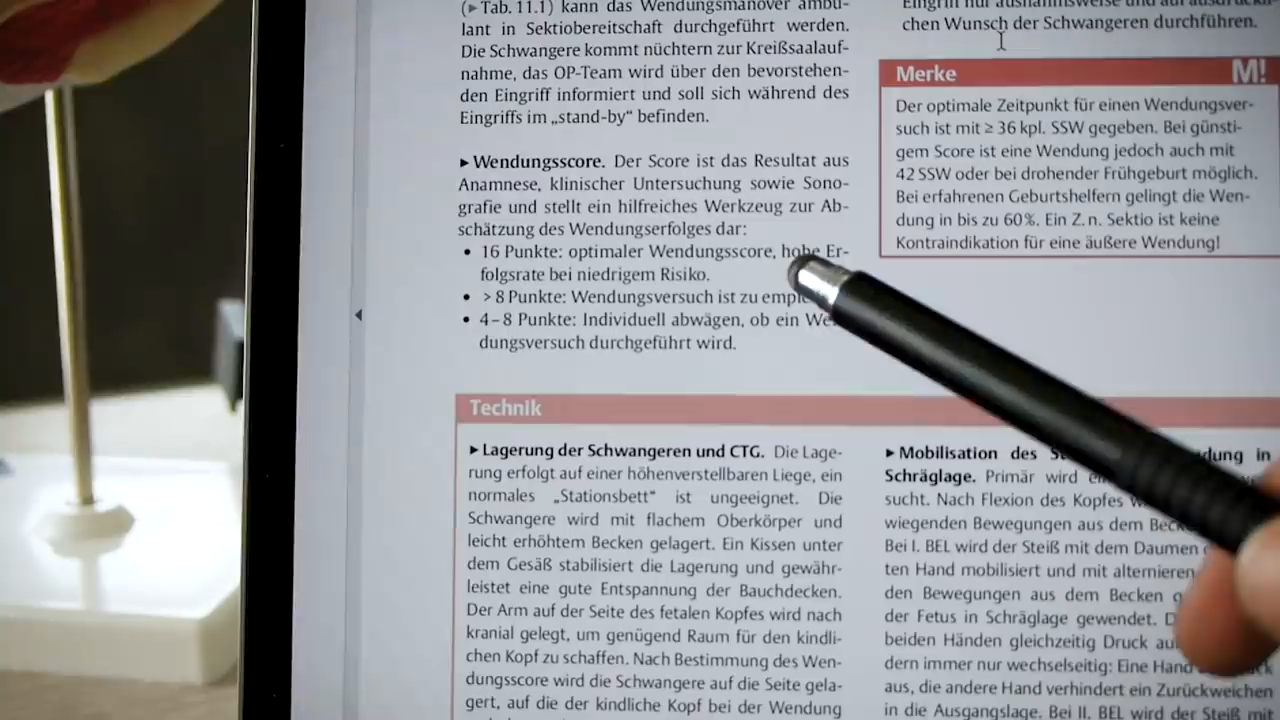 (▸Tab. 11.1) kann das Wendungsmanöver ambu-
lant in Sektiobereitschaft durchgeführt werden.
Die Schwangere kommt nüchtern zur Kreißsaalauf-
nahme, das OP-Team wird über den bevorstehen-
den Eingriff informiert und soll sich während des
Eingriffs im „stand-by“ befinden.
▸Wendungsscore. Der Score ist das Resultat aus
Anamnese, klinischer Untersuchung sowie Sono-
grafie und stellt ein hilfreiches Werkzeug zur Ab-
schätzung des Wendungserfolges dar:
• 16 Punkte: optimaler Wendungsscore, hohe Er-
folgsrate bei niedrigem Risiko.
• > 8 Punkte: Wendungsversuch ist zu
• 4–8 Punkte: Individuell abwägen, ob ein
dungsversuch durchgeführt wird.
Eingriff nur ausnahmsweise und auf ausdrückli-
chen Wunsch der Schwangeren durchführen.
Merke M!
Der optimale Zeitpunkt für einen Wendungsver-
such ist mit ≥ 36 kpl. SSW gegeben. Bei günsti-
gem Score ist eine Wendung jedoch auch mit
42 SSW oder bei drohender Frühgeburt möglich.
Bei erfahrenen Geburtshelfern gelingt die Wen-
dung in bis zu 60%. Ein Z. n. Sektio ist keine
Kontraindikation für eine äußere Wendung!
Technik
▸Lagerung der Schwangeren und CTG. Die Lage-
rung erfolgt auf einer höhenverstellbaren Liege, ein
normales „Stationsbett“ ist ungeeignet. Die
Schwangere wird mit flachem Oberkörper und
leicht erhöhtem Becken gelagert. Ein Kissen unter
dem Gesäß stabilisiert die Lagerung und gewähr-
leistet eine gute Entspannung der Bauchdecken.
Der Arm auf der Seite des fetalen Kopfes wird nach
kranial gelegt, um genügend Raum für den kindli-
chen Kopf zu schaffen. Nach Bestimmung des Wen-
dungsscore wird die Schwangere auf die Seite gela-
gert, auf die der kindliche Kopf bei der Wendung
▸Mobilisation des in
Schräglage. Primär wird
sucht. Nach Flexion des Kopfes
wiegenden Bewegungen aus dem
Bei I. BEL wird der Steiß mit dem Daumen
ten Hand mobilisiert und mit
den Bewegungen aus dem Becken
der Fetus in Schräglage gewendet.
beiden Händen gleichzeitig Druck
dern immer nur wechselseitig: Eine Hand
aus, die andere Hand verhindert ein Zurückweichen
in die Ausgangslage. Bei II. BEL wird der Steiß mit